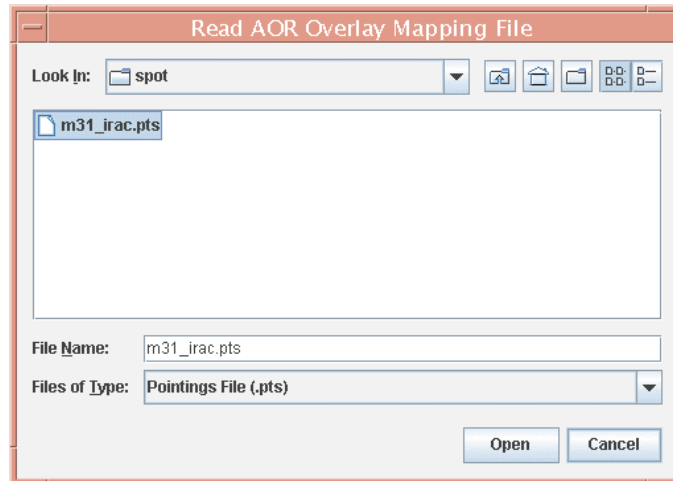 Read AOR Overlay Mapping File
Look In: spot
m31_irac.pts
File Name: m31_irac.pts
Files of Type: Pointings File (.pts)
Open Cancel